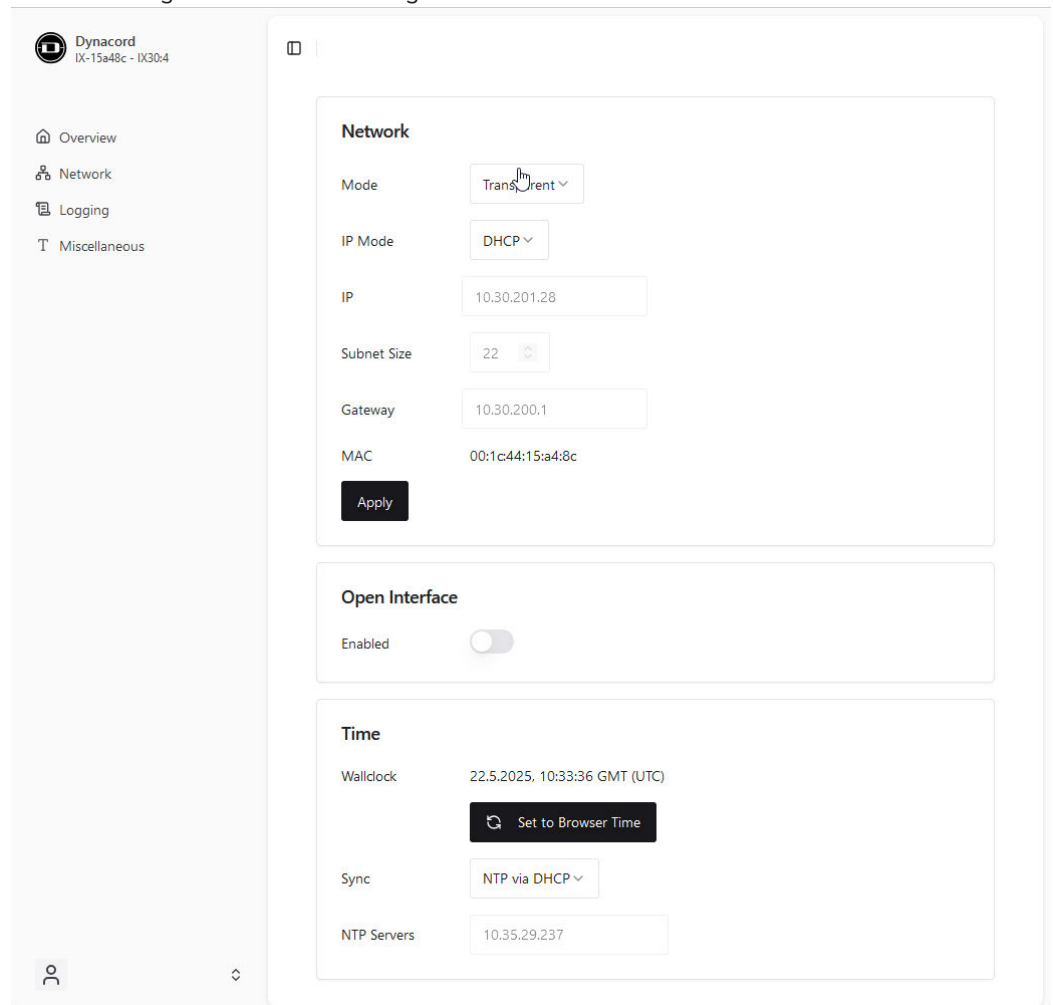 Dynacord
IX-15a48c - IX30:4
Overview
Network
Logging
T Miscellaneous
Network
Mode
IP Mode DHCP
IP 10.30.201.28
Subnet Size 22
Gateway 10.30.200.1
MAC 00:1c:44:15:a4:8c
Apply
Open Interface
Enabled
Time
Wallclock 22.5.2025, 10:33:36 GMT (UTC)
Set to Browser Time
Sync NTP via DHCP
NTP Servers 10.35.29.237